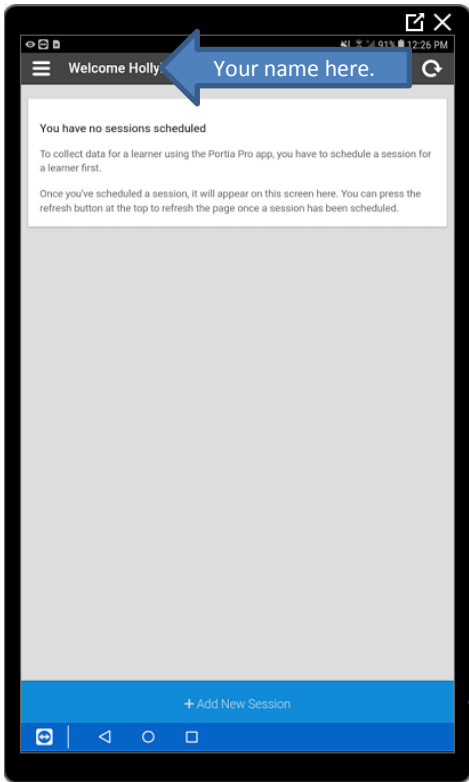 91% 12:26 PM
Welcome Holly
Your name here.
You have no sessions scheduled
To collect data for a learner using the Portia Pro app, you have to schedule a session for
a learner first.
Once you've scheduled a session, it will appear on this screen here. You can press the
refresh button at the top to refresh the page once a session has been scheduled.
+ Add New Session